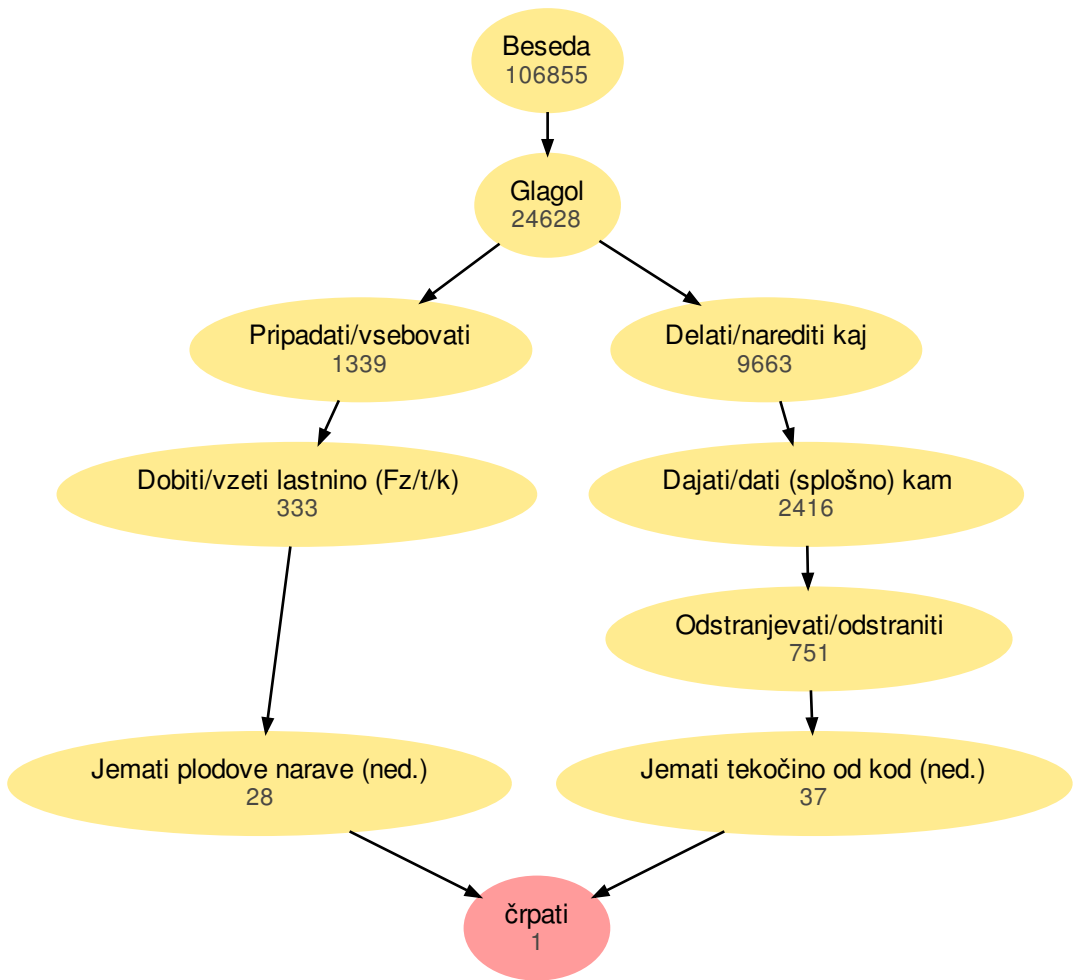 Beseda
106855
Glagol
24628
Pripadati/vsebovati
1339
Delati/narediti kaj
9663
Dobiti/vzeti lastnino (Fz/t/k)
333
Dajati/dati (splošno) kam
2416
Odstranjevati/odstraniti
751
Jemati plodove narave (ned.)
28
Jemati tekočino od kod (ned.)
37
črpati
1